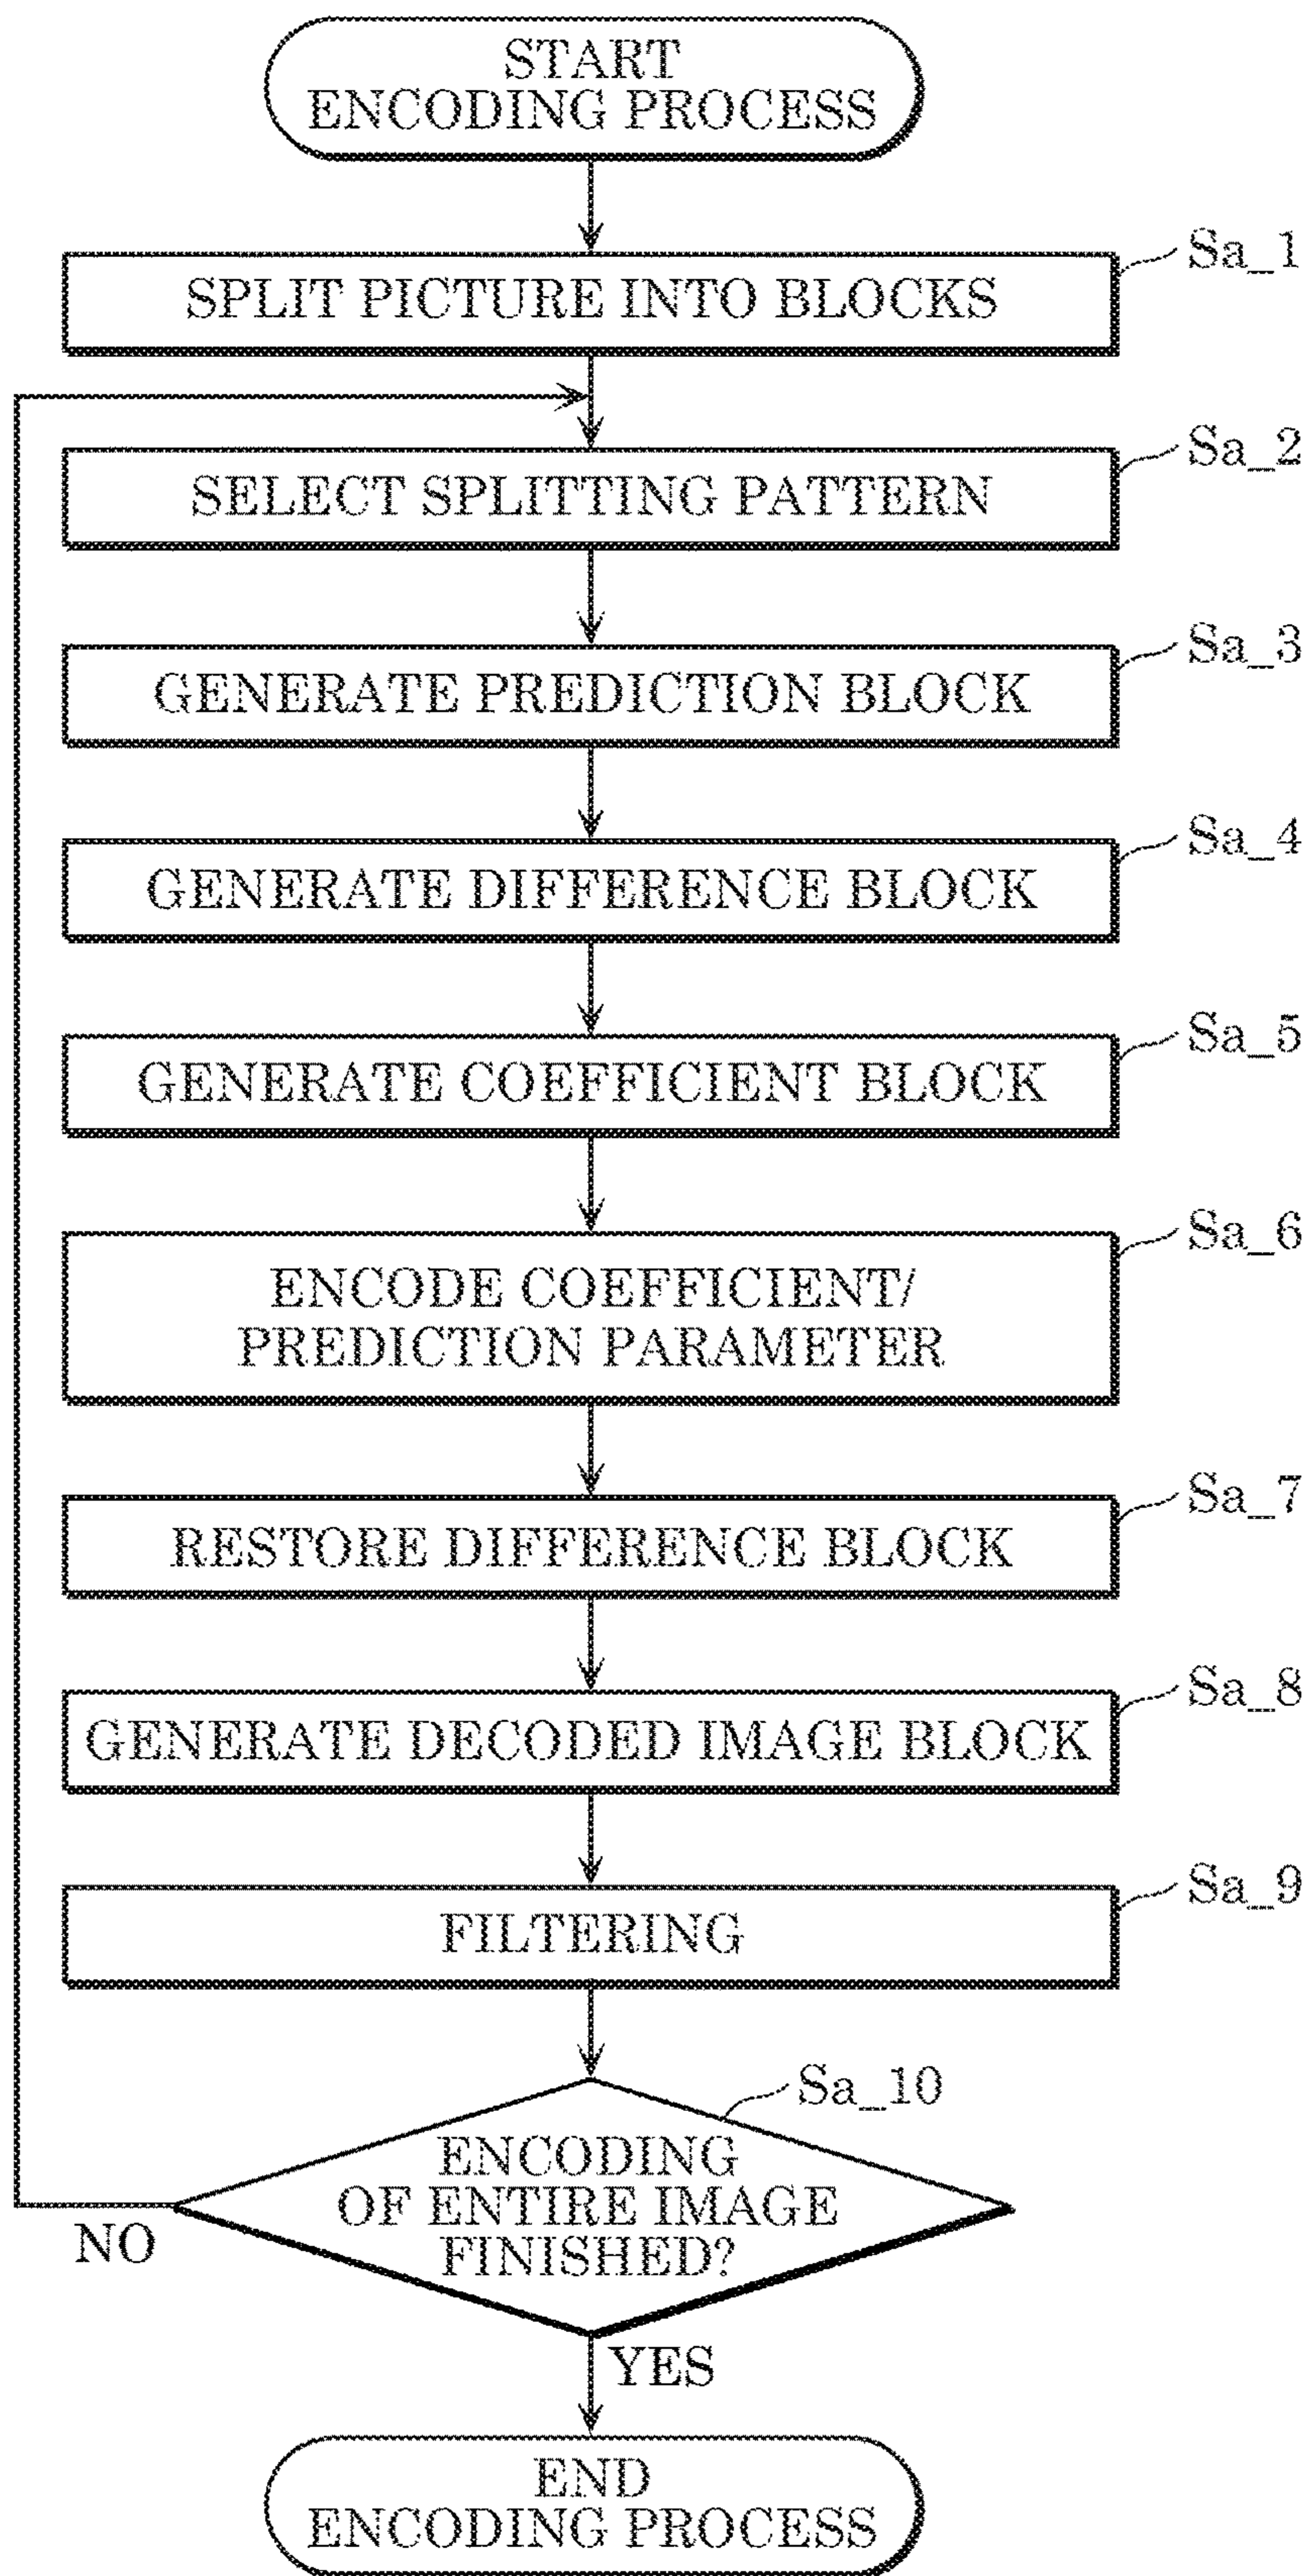 START
ENCODING PROCESS
Sa_1
SPLIT PICTURE INTO BLOCKS
Sa_2
SELECT SPLITTING PATTERN
Sa_3
GENERATE PREDICTION BLOCK
Sa_4
GENERATE DIFFERENCE BLOCK
Sa_5
GENERATE COEFFICIENT BLOCK
Sa_6
ENCODE COEFFICIENT/
PREDICTION PARAMETER
Sa_7
RESTORE DIFFERENCE BLOCK
Sa_8
GENERATE DECODED IMAGE BLOCK
Sa_9
FILTERING
Sa_10
ENCODING
OF ENTIRE IMAGE
FINISHED?
NO
YES
END
ENCODING PROCESS